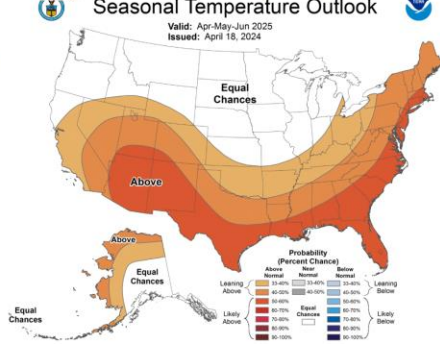 Seasonal Temperature Outlook
Valid: Apr-May-Jun 2025
Issued: April 18, 2024
Equal
Chances
Above
Above
Equal
Chances
Equal
Chances
Probability
(Percent Chance)
Above
Normal
Near
Normal
Below
Normal
Leaning
Above
33-40%
40-50%
33-40%
40-50%
33-40%
40-50%
Leaning
Below
Likely
Above
50-60%
60-70%
70-80%
80-90%
90-100%
Equal
Chances
50-60%
60-70%
70-80%
80-90%
90-100%
Likely
Below